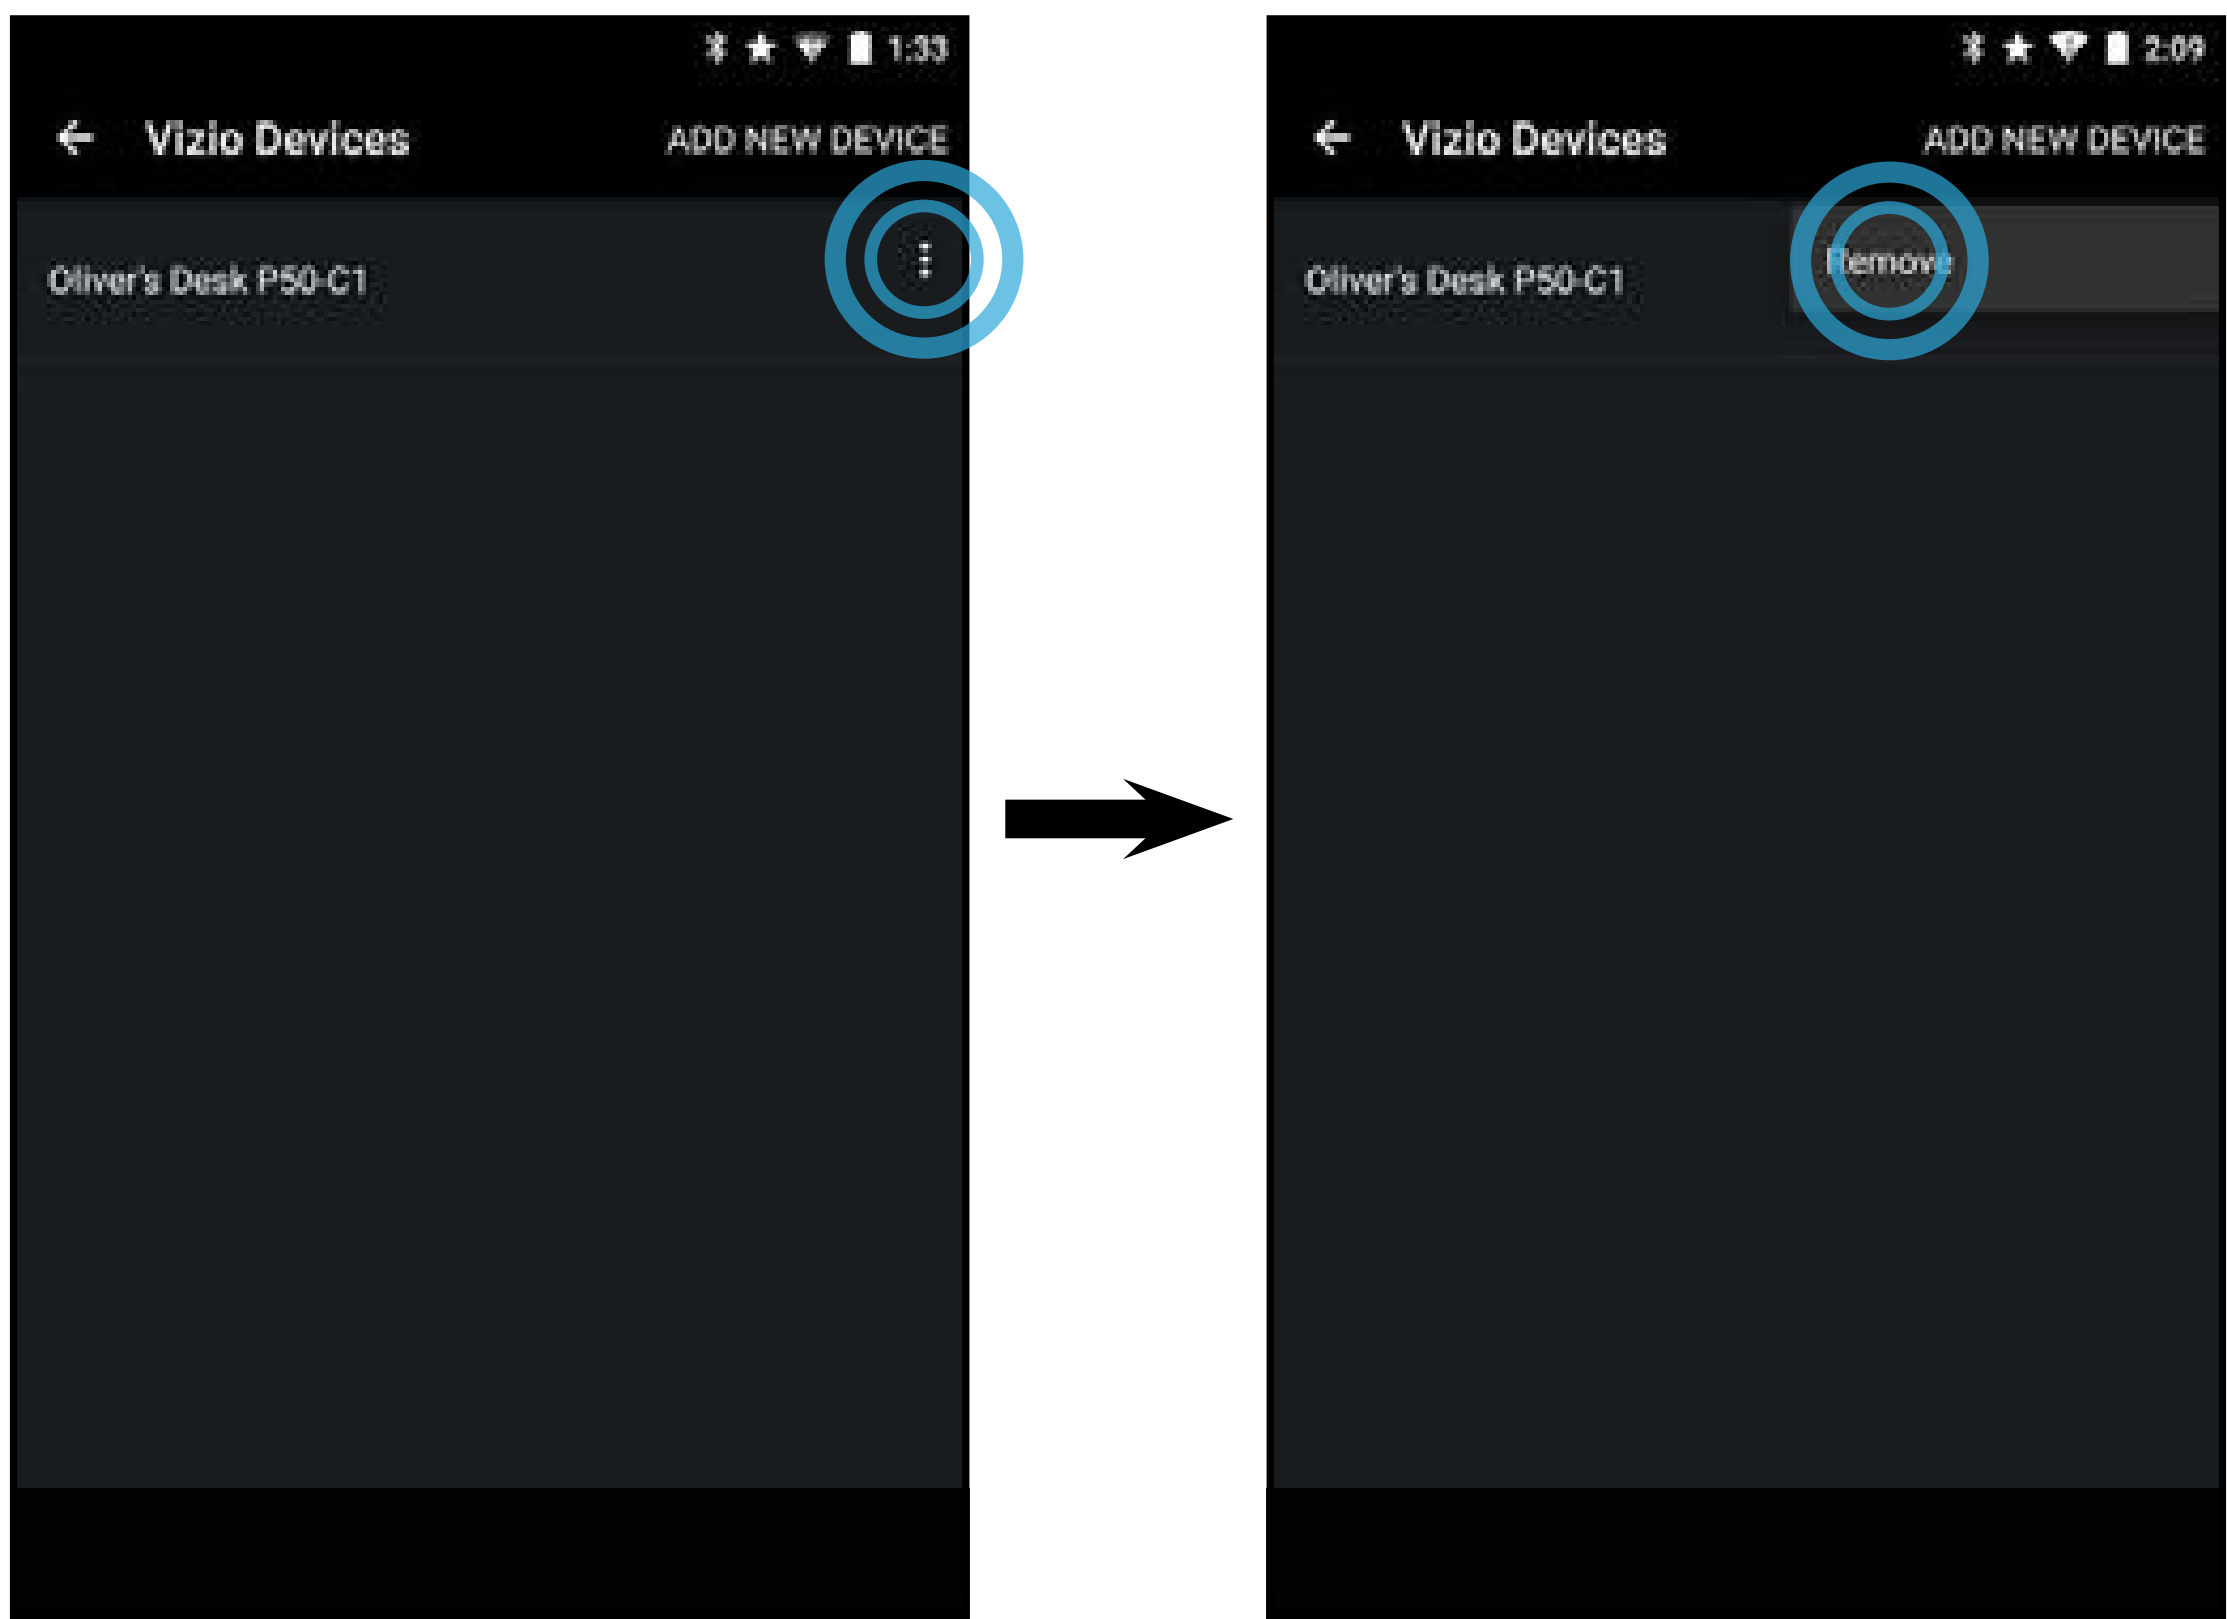 1:33
Vizio Devices ADD NEW DEVICE
Oliver's Desk P50-C1
2:09
Vizio Devices ADD NEW DEVICE
Remove
Oliver's Desk P50-C1